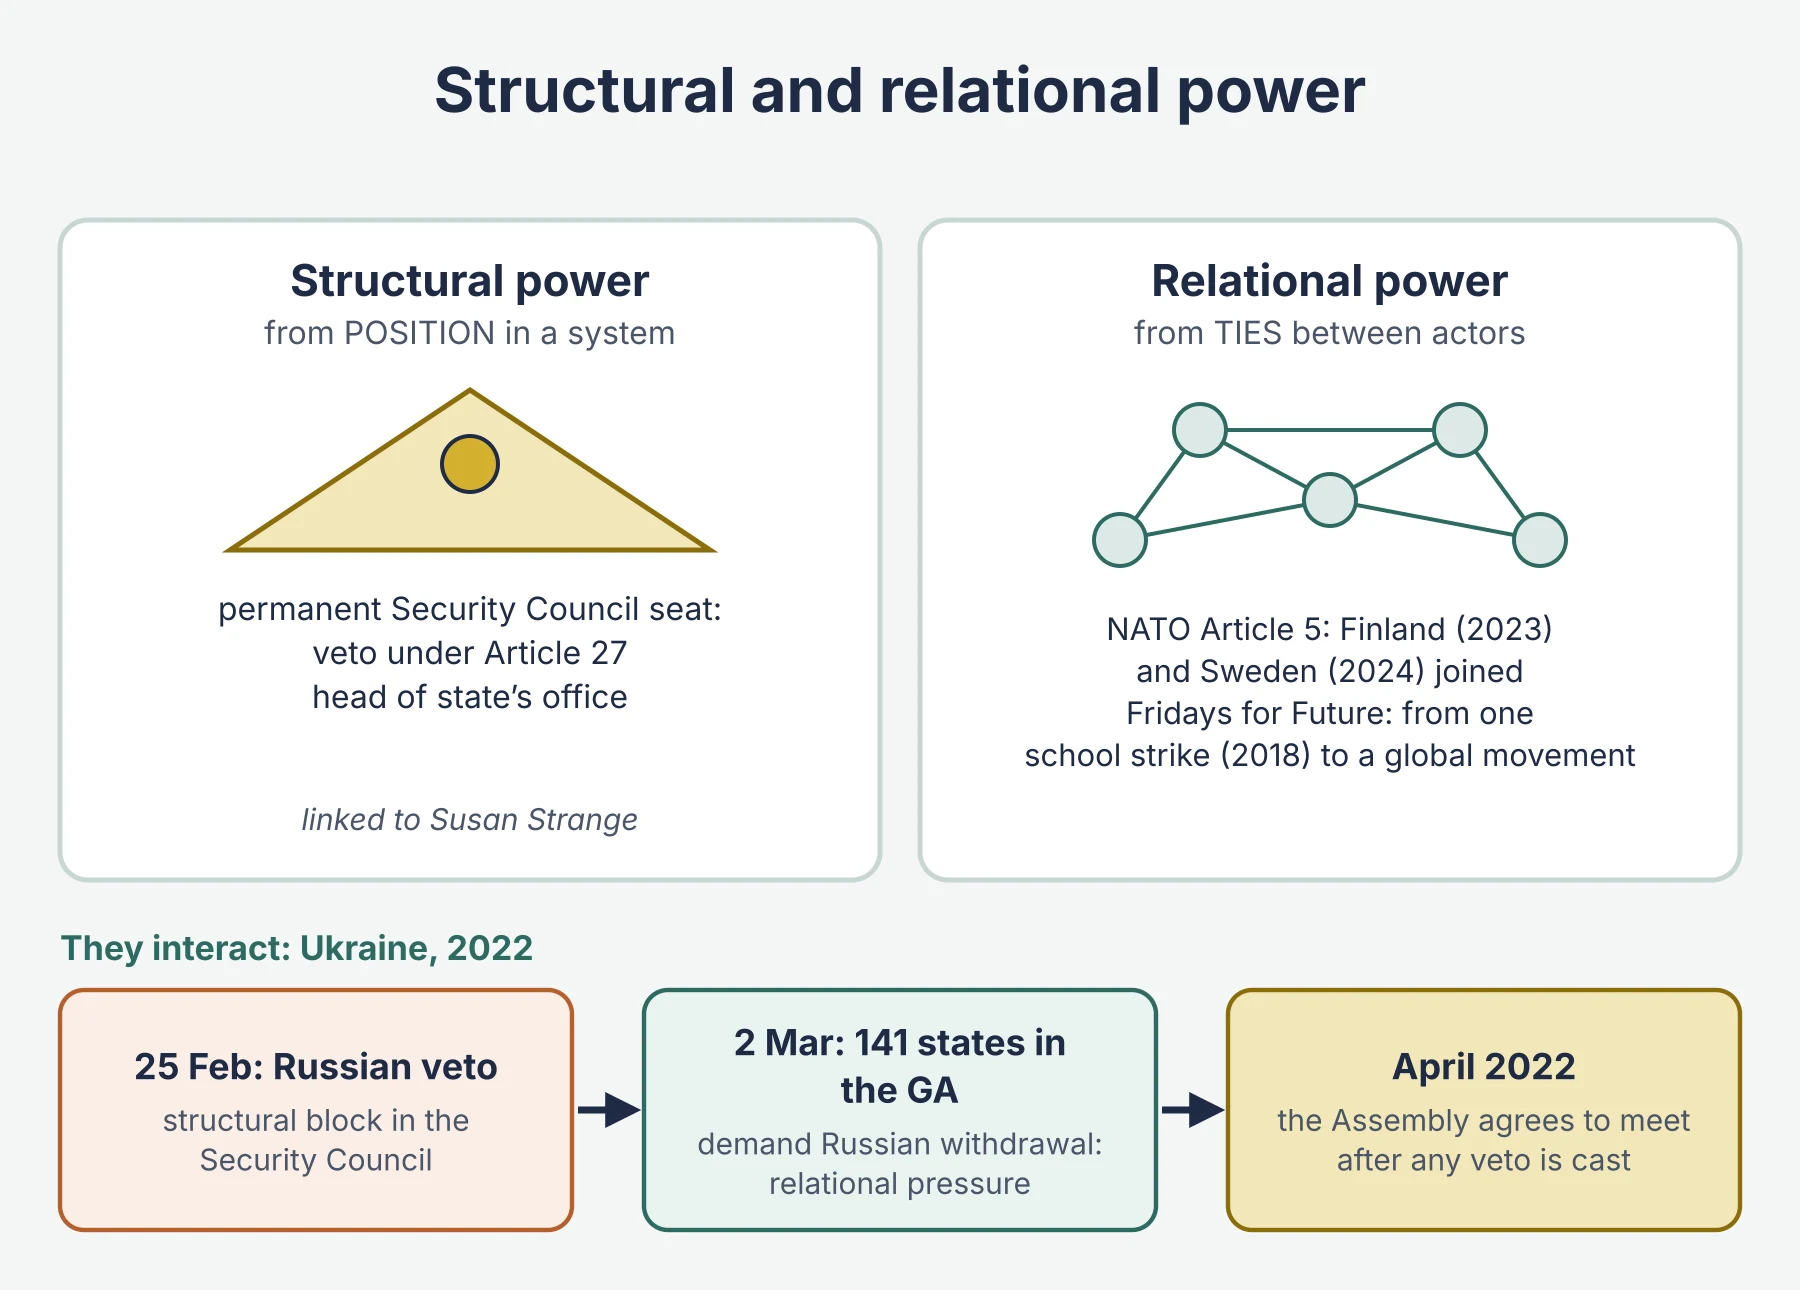 Structural and relational power
Structural power
from POSITION in a system
permanent Security Council seat:
veto under Article 27
head of state’s office
linked to Susan Strange
Relational power
from TIES between actors
NATO Article 5: Finland (2023)
and Sweden (2024) joined
Fridays for Future: from one
school strike (2018) to a global movement
They interact: Ukraine, 2022
25 Feb: Russian veto
structural block in the
Security Council
2 Mar: 141 states in
the GA
demand Russian withdrawal:
relational pressure
April 2022
the Assembly agrees to meet
after any veto is cast